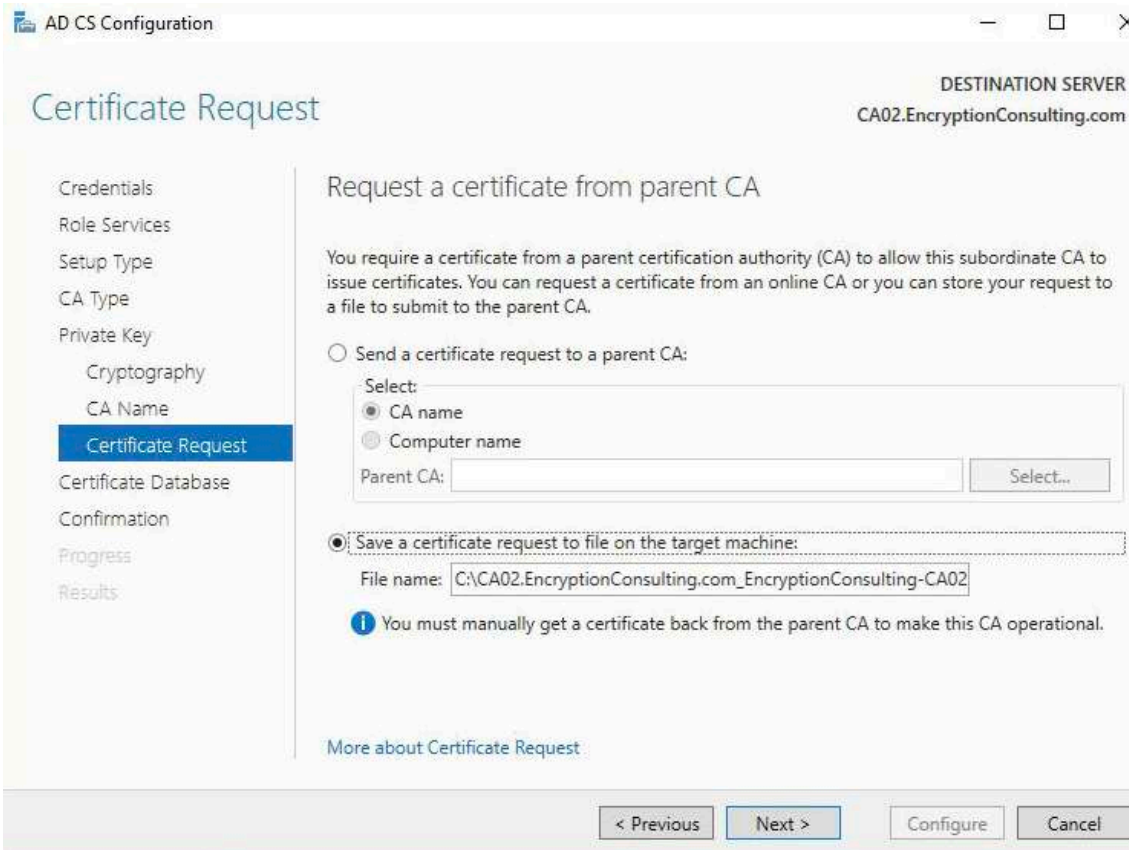 AD CS Configuration
DESTINATION SERVER
CA02.EncryptionConsulting.com
Certificate Request
Credentials
Role Services
Setup Type
CA Type
Private Key
Cryptography
CA Name
Certificate Request
Certificate Database
Confirmation
Progress
Results
Request a certificate from parent CA
You require a certificate from a parent certification authority (CA) to allow this subordinate CA to
issue certificates. You can request a certificate from an online CA or you can store your request to
a file to submit to the parent CA.
Send a certificate request to a parent CA:
Select:
CA name
Computer name
Parent CA:
Select...
Save a certificate request to file on the target machine:
File name: C:\CA02.EncryptionConsulting.com_EncryptionConsulting-CA02
You must manually get a certificate back from the parent CA to make this CA operational.
More about Certificate Request
< Previous
Next >
Configure
Cancel